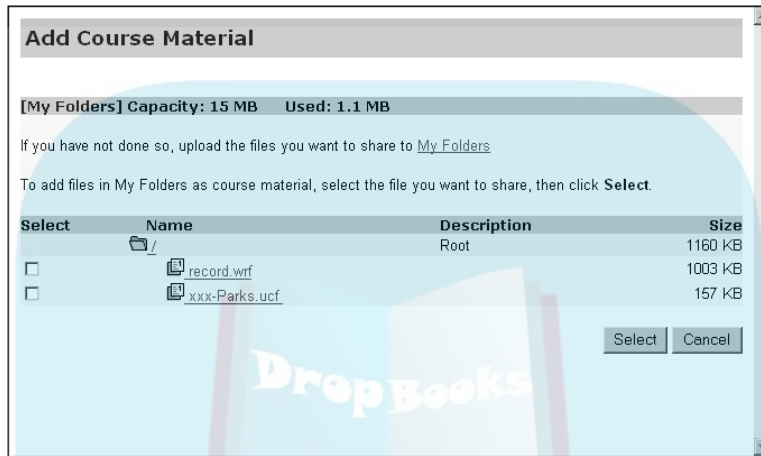 Add Course Material
[My Folders] Capacity: 15 MB Used: 1.1 MB
If you have not done so, upload the files you want to share to My Folders
To add files in My Folders as course material, select the file you want to share, then click Select.
Select Name Description Size
/ Root 1160 KB
record.wrf 1003 KB
xxx-Parks.ucf 157 KB
Select Cancel
Drop Books